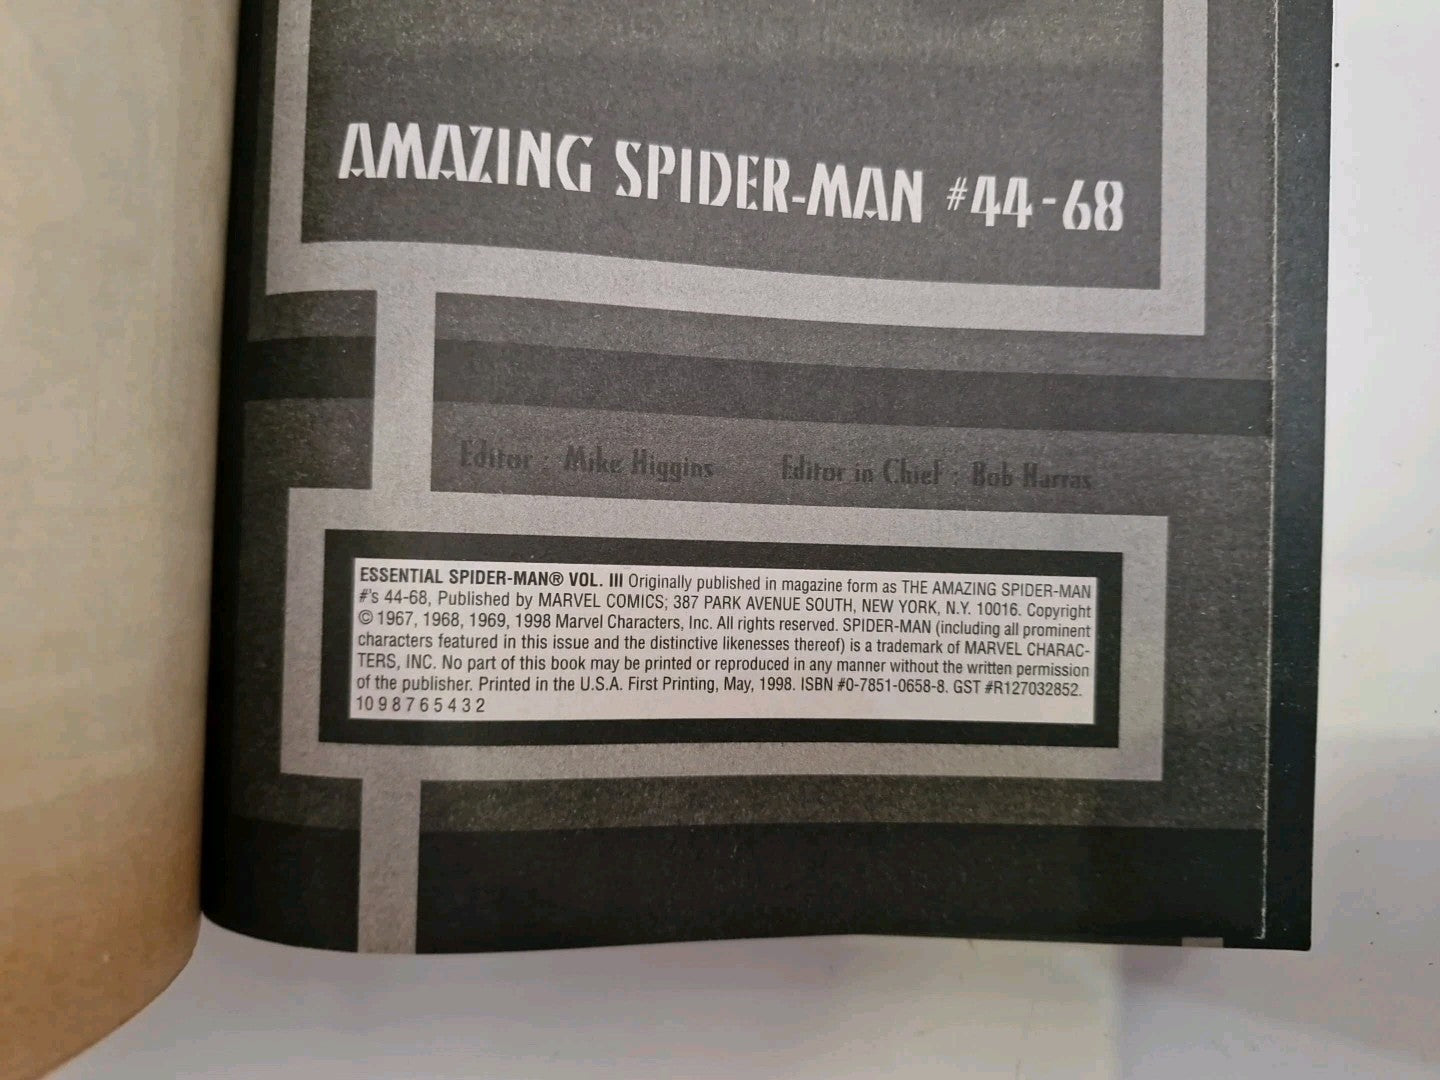 AMAZING SPIDER-MAN #44-68
Editor : Mike Higgins Editor in Chief : Bob Harras
ESSENTIAL SPIDER-MAN® VOL. III Originally published in magazine form as THE AMAZING SPIDER-MAN
#'s 44-68, Published by MARVEL COMICS; 387 PARK AVENUE SOUTH, NEW YORK, N.Y. 10016. Copyright
© 1967, 1968, 1969, 1998 Marvel Characters, Inc. All rights reserved. SPIDER-MAN (including all prominent
characters featured in this issue and the distinctive likenesses thereof) is a trademark of MARVEL CHARAC-
TERS, INC. No part of this book may be printed or reproduced in any manner without the written permission
of the publisher. Printed in the U.S.A. First Printing, May, 1998. ISBN #0-7851-0658-8. GST #R127032852.
10 9 8 7 6 5 4 3 2